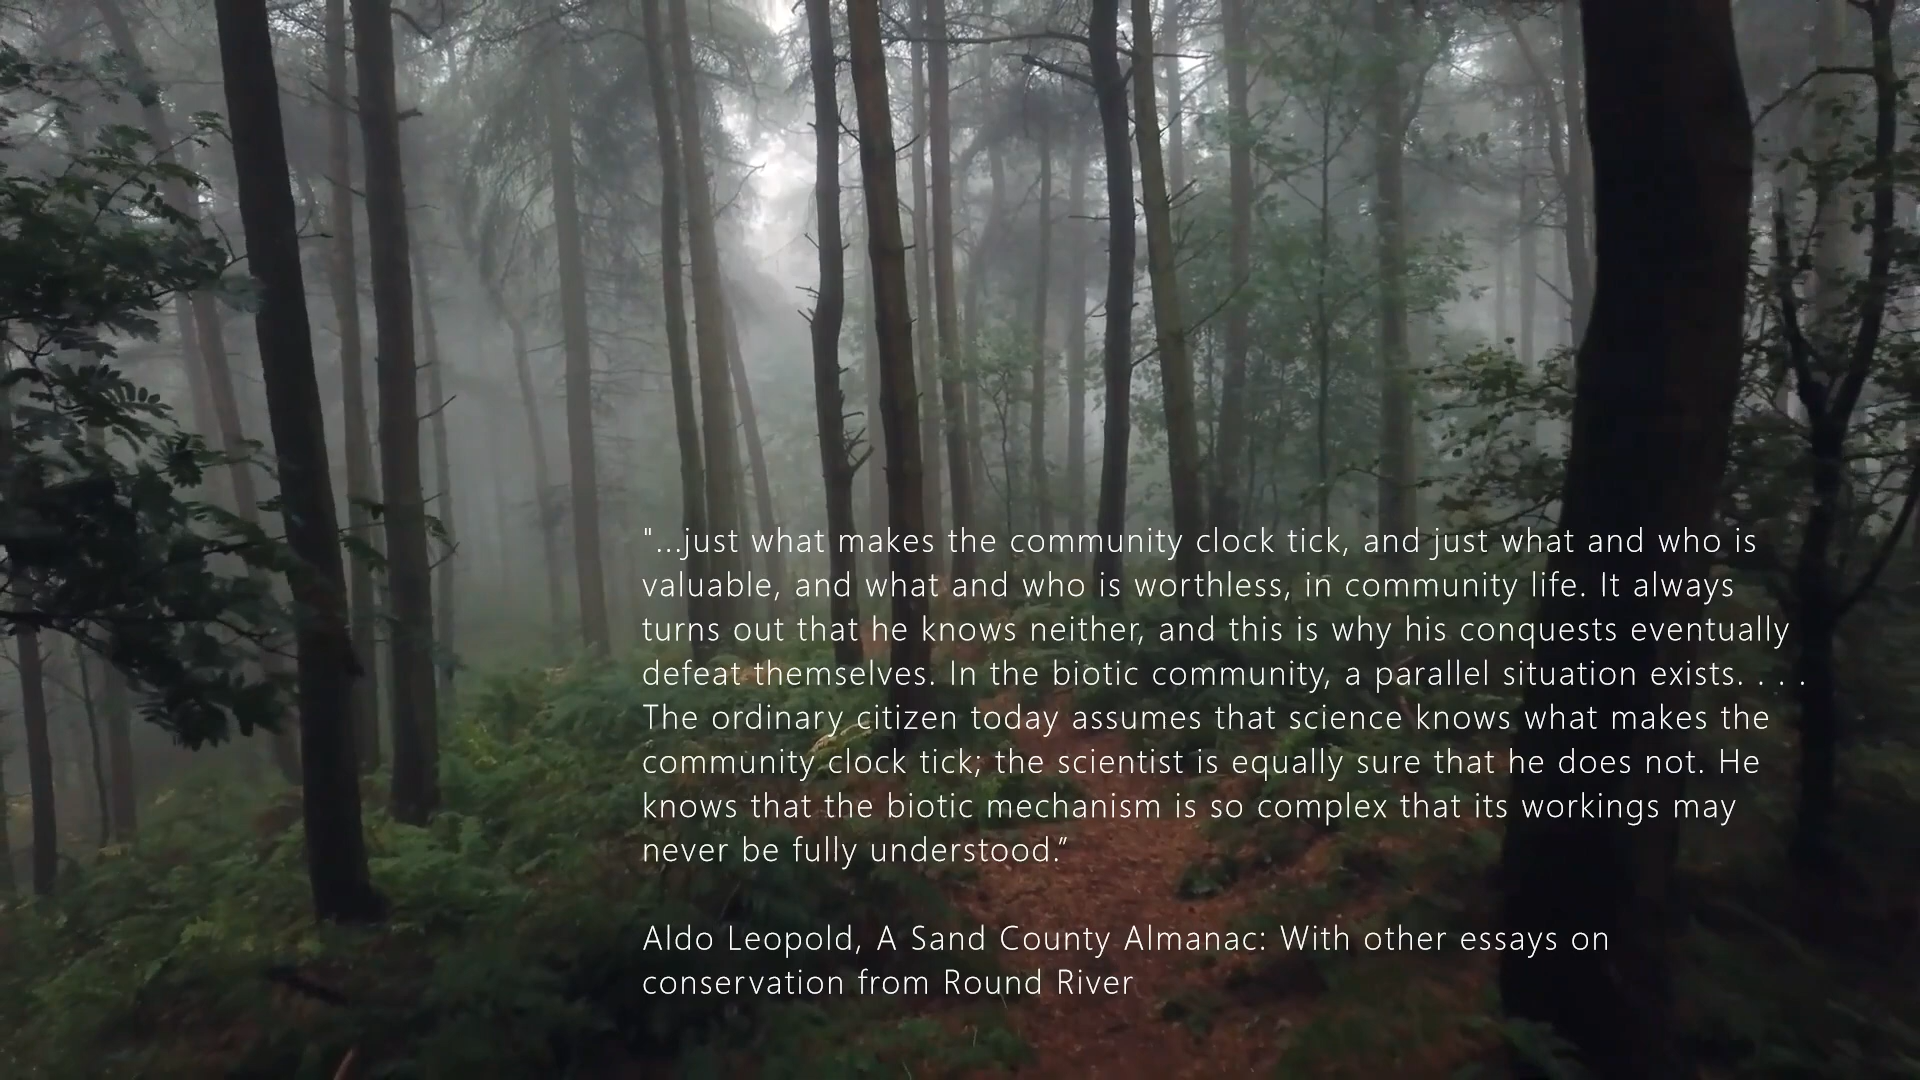 "...just what makes the community clock tick, and just what and who is
valuable, and what and who is worthless, in community life. It always
turns out that he knows neither, and this is why his conquests eventually
defeat themselves. In the biotic community, a parallel situation exists. . . .
The ordinary citizen today assumes that science knows what makes the
community clock tick; the scientist is equally sure that he does not. He
knows that the biotic mechanism is so complex that its workings may
never be fully understood.”
Aldo Leopold, A Sand County Almanac: With other essays on
conservation from Round River